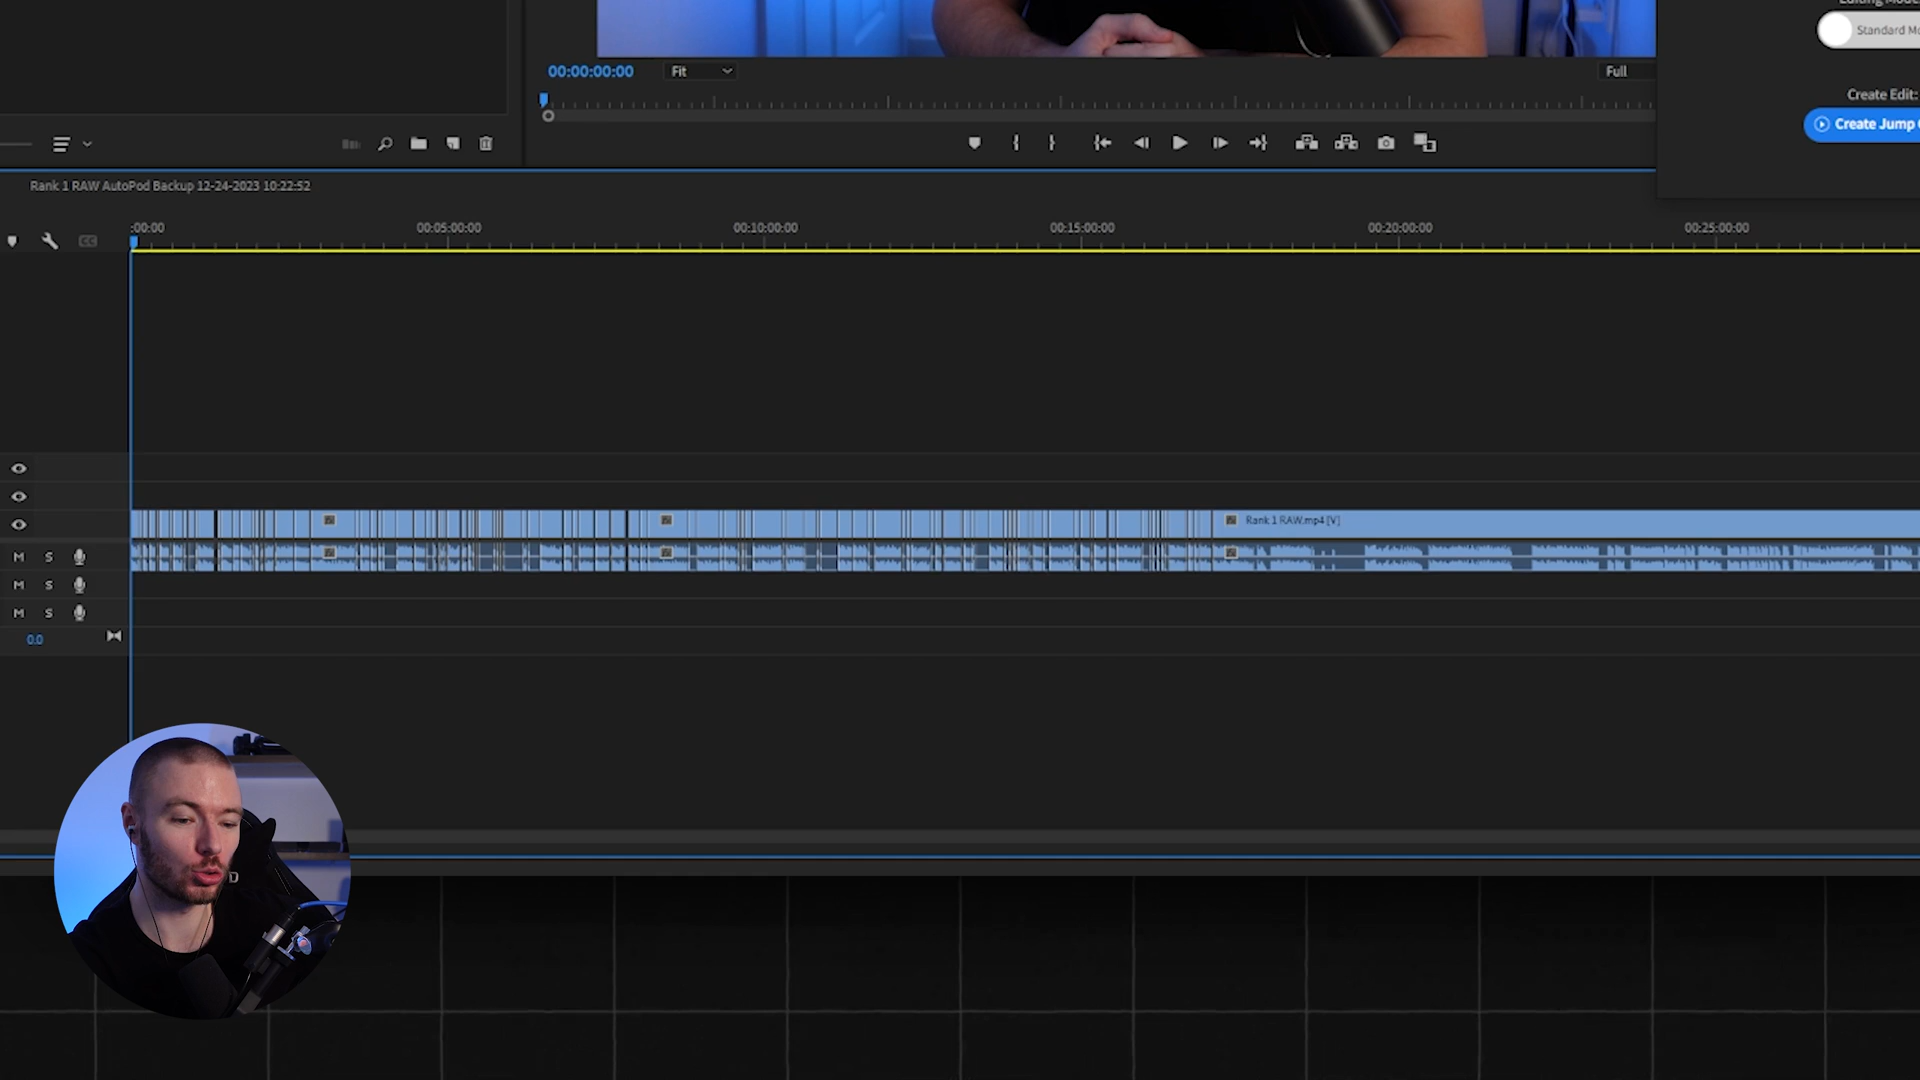 Standard Mo
00:00:00:00
Fit
Full
Create Edit:
Create Jump
Rank 1 RAW AutoPod Backup 12-24-2023 10:22:52
:00:00
00:05:00:00
00:10:00:00
00:15:00:00
00:20:00:00
00:25:00:00
Rank 1 RAW.mp4 [V]
M S
M S
M S
0.0